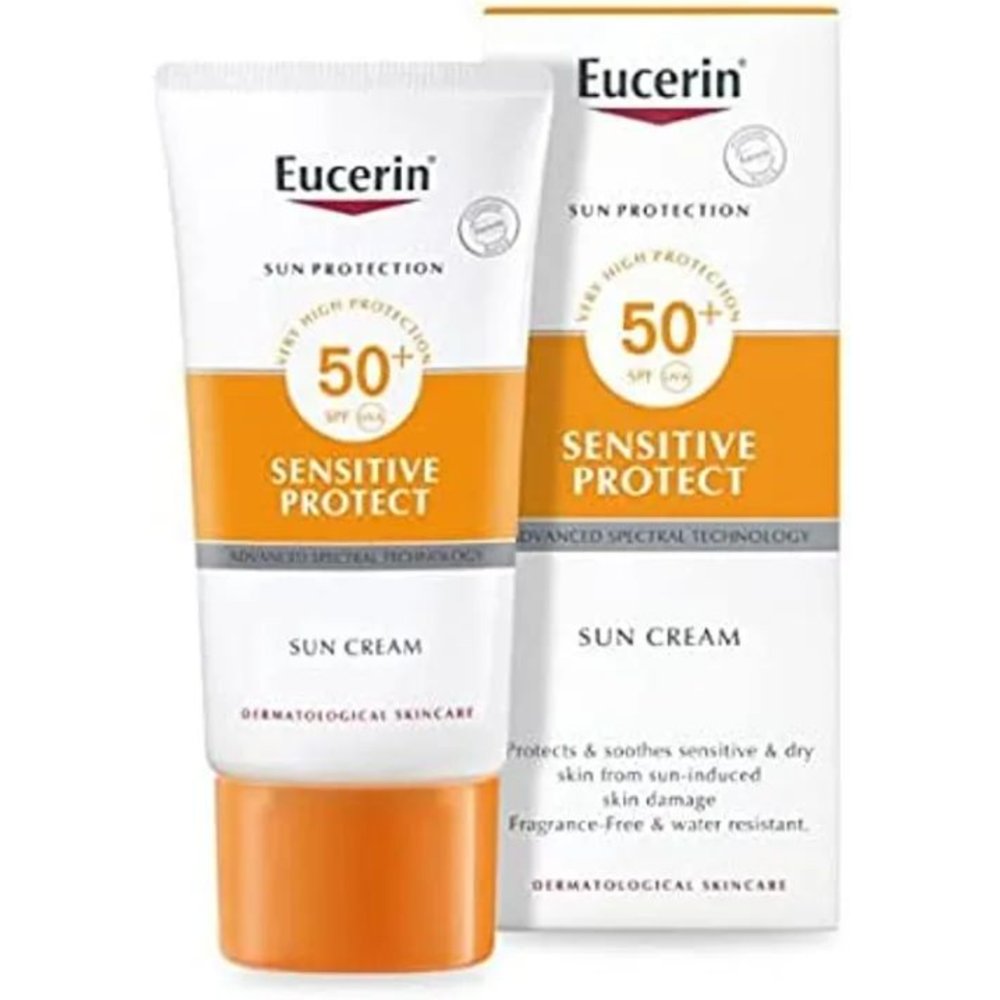 Eucerin®
SUN PROTECTION
VERY HIGH PROTECTION
50+
SPF UVA
SENSITIVE
PROTECT
ADVANCED SPECTRAL TECHNOLOGY
SUN CREAM
DERMATOLOGICAL SKINCARE
Eucerin®
SUN PROTECTION
VERY HIGH PROTECTION
50+
SPF UVA
SENSITIVE
PROTECT
ADVANCED SPECTRAL TECHNOLOGY
SUN CREAM
Protects & soothes sensitive & dry
skin from sun-induced
skin damage
Fragrance-Free & water resistant.
DERMATOLOGICAL SKINCARE